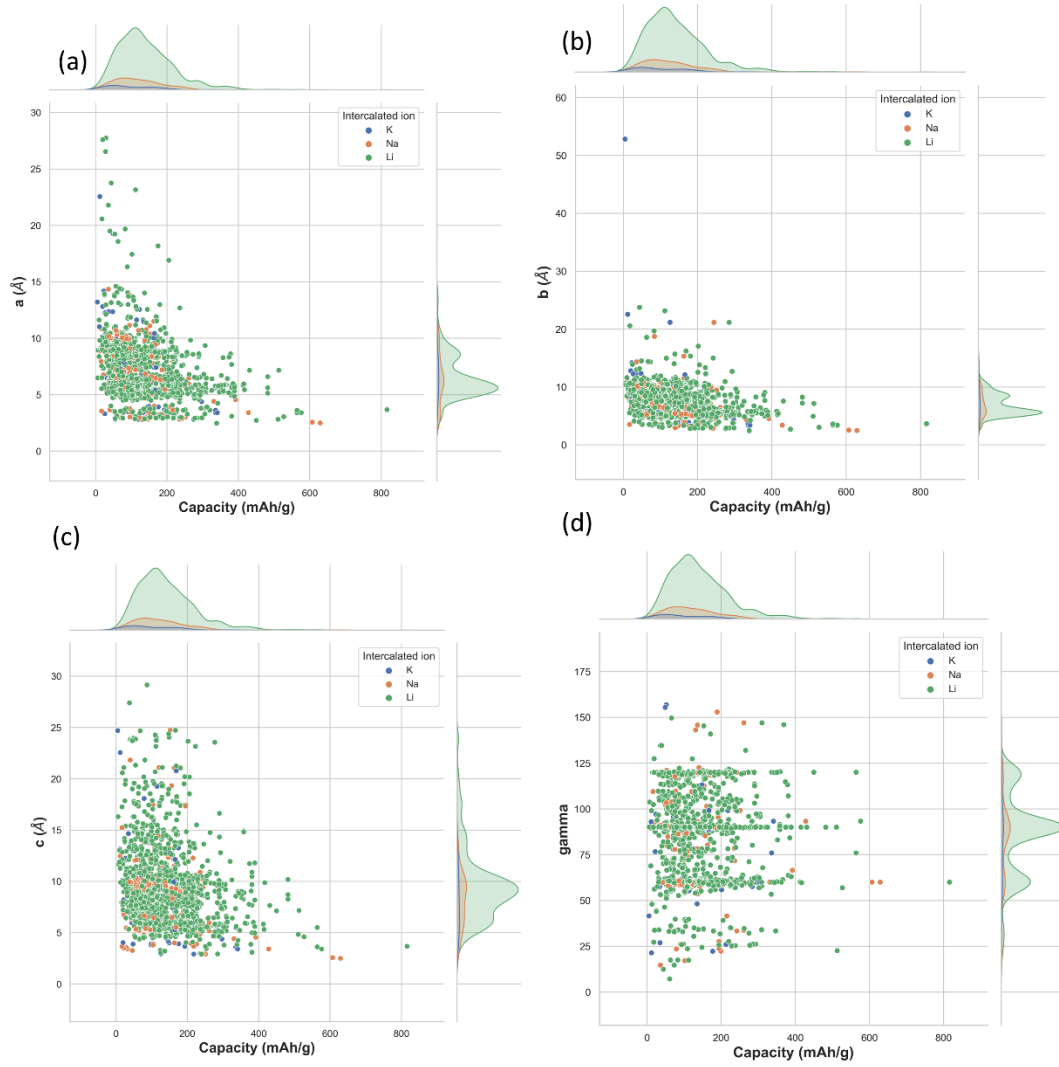 (a)
Intercalated ion
K
Na
Li
30
25
20
15
10
5
0
a (Å)
0 200 400 600 800
Capacity (mAh/g)
(b)
Intercalated ion
K
Na
Li
60
50
40
30
20
10
0
b (Å)
0 200 400 600 800
Capacity (mAh/g)
(c)
Intercalated ion
K
Na
Li
30
25
20
15
10
5
0
c (Å)
0 200 400 600 800
Capacity (mAh/g)
(d)
Intercalated ion
K
Na
Li
175
150
125
100
75
50
25
0
gamma
0 200 400 600 800
Capacity (mAh/g)